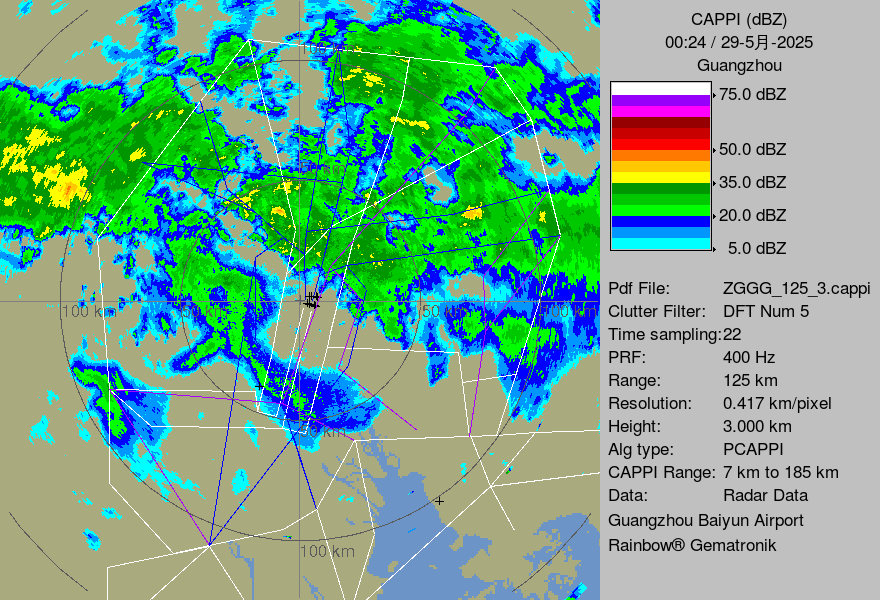 CAPPI (dBZ)
00:24 / 29-5月-2025
Guangzhou
75.0 dBZ
50.0 dBZ
35.0 dBZ
20.0 dBZ
5.0 dBZ
Pdf File: ZGGG_125_3.cappi
Clutter Filter: DFT Num 5
Time sampling:22
PRF: 400 Hz
Range: 125 km
Resolution: 0.417 km/pixel
Height: 3.000 km
Alg type: PCAPPI
CAPPI Range: 7 km to 185 km
Data: Radar Data
Guangzhou Baiyun Airport
Rainbow® Gematronik
100 km
50 km
100 km
50 km
100 km